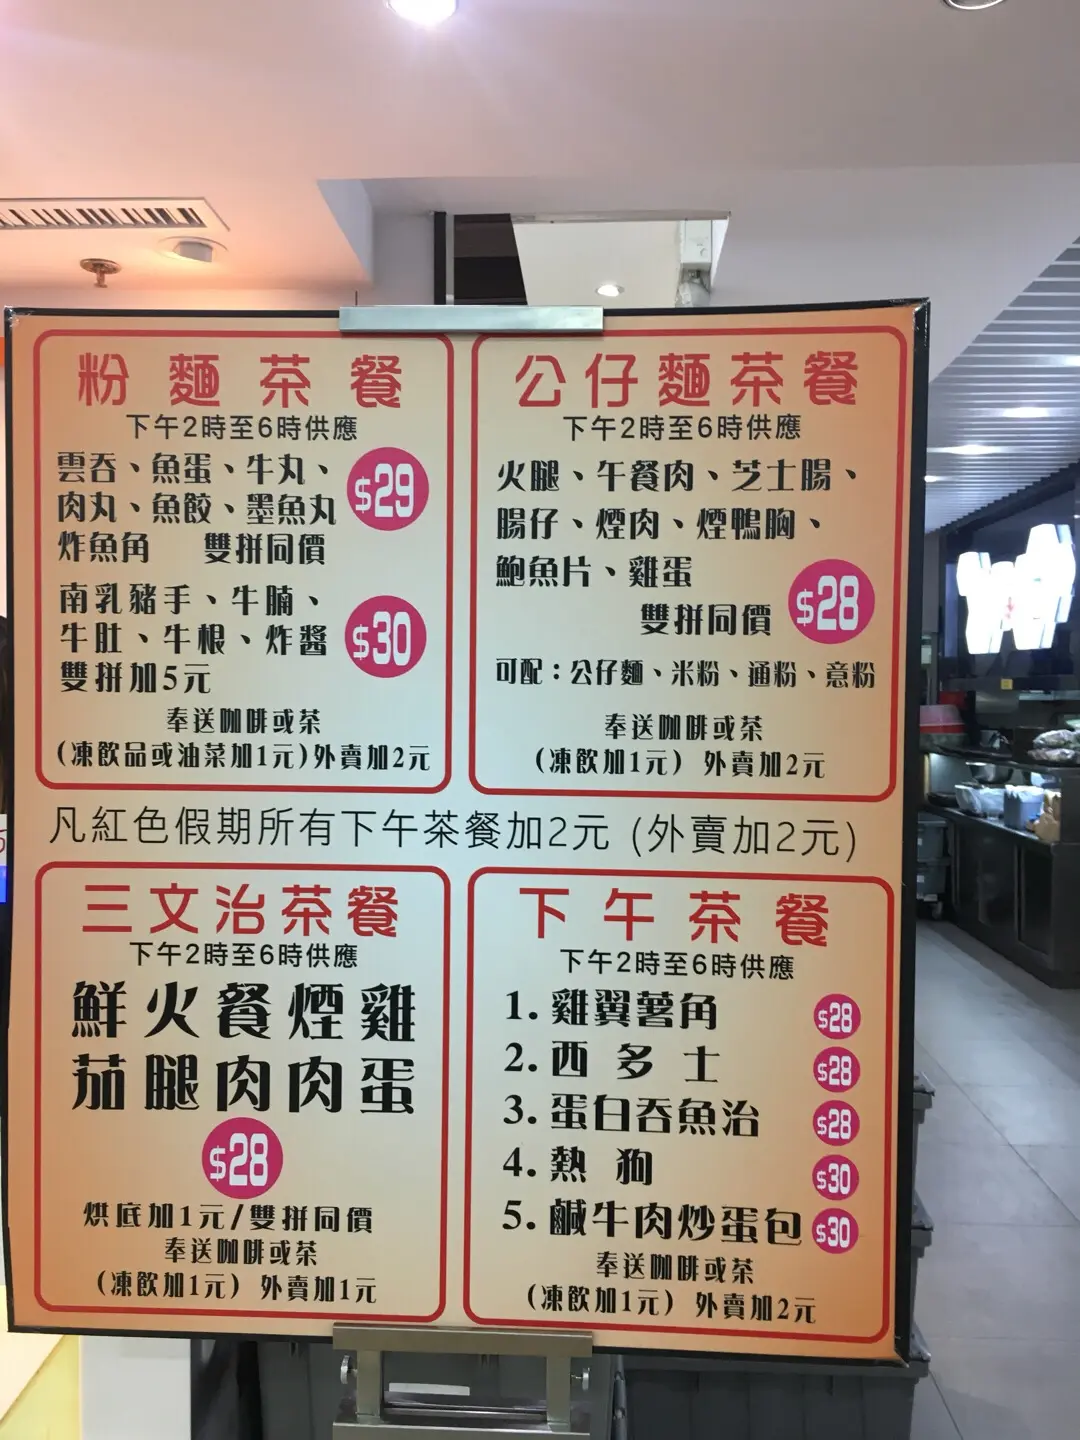 粉麵茶餐
下午2時至6時供應
雲吞、魚蛋、牛丸、
肉丸、魚餃、墨魚丸
炸魚角 雙拼同價
$29
南乳豬手、牛腩、
牛肚、牛根、炸醬
雙拼加5元
$30
奉送咖啡或茶
(凍飲品或油菜加1元)外賣加2元
公仔麵茶餐
下午2時至6時供應
火腿、午餐肉、芝士腸、
腸仔、煙肉、煙鴨胸、
鮑魚片、雞蛋
雙拼同價
$28
可配：公仔麵、米粉、通粉、意粉
奉送咖啡或茶
(凍飲加1元) 外賣加2元
凡紅色假期所有下午茶餐加2元 (外賣加2元)
三文治茶餐
下午2時至6時供應
鮮火餐煙雞
茄腿肉肉蛋
$28
烘底加1元/雙拼同價
奉送咖啡或茶
(凍飲加1元) 外賣加1元
下午茶餐
下午2時至6時供應
1. 雞翼薯角 $28
2. 西多士 $28
3. 蛋白吞魚治 $28
4. 熱狗 $30
5. 鹹牛肉炒蛋包 $30
奉送咖啡或茶
(凍飲加1元) 外賣加2元